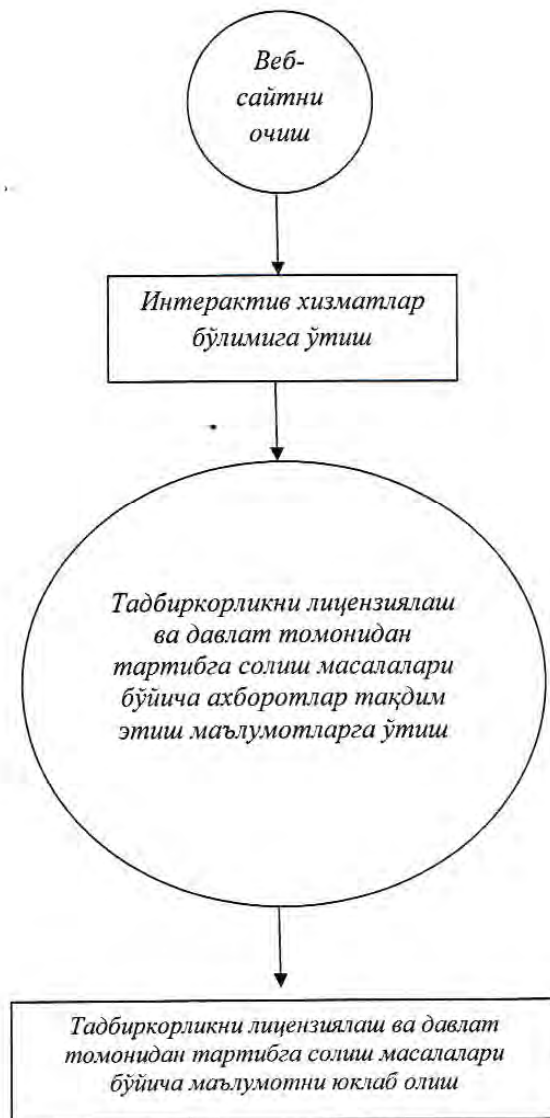 Веб-
сайтни
очиш
Интерактив хизматлар
бўлимига ўтиш
Тадбиркорликни лицензиялаш
ва давлат томонидан
тартибга солиш масалалари
бўйича ахборотлар тақдим
этиш маълумотларга ўтиш
Тадбиркорликни лицензиялаш ва давлат
томонидан тартибга солиш масалалари
бўйича маълумотни юклаб олиш